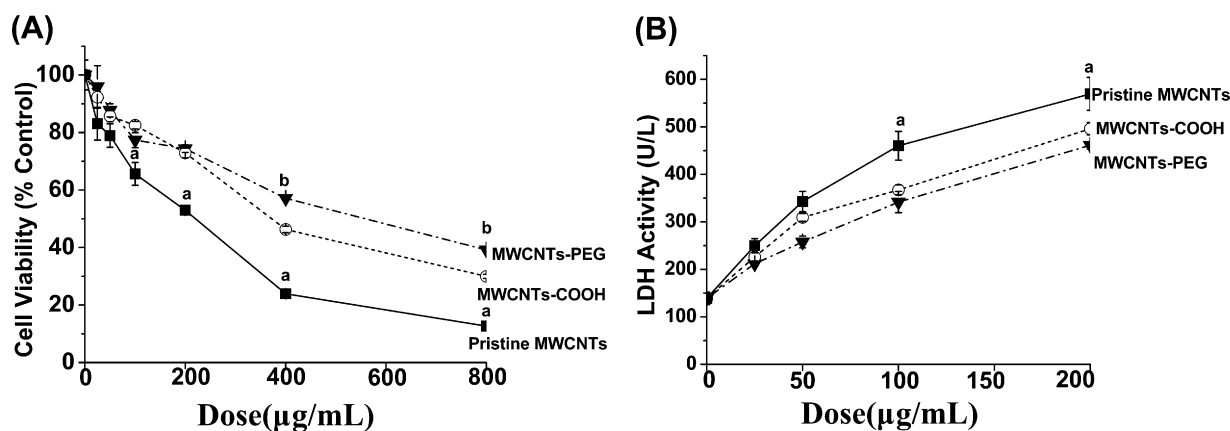 (A)
Cell Viability (% Control)
100
80
60
40
20
0
a
a
a
a
b
b
MWCNTs-PEG
MWCNTs-COOH
Pristine MWCNTs
0
200
400
600
800
Dose(µg/mL)
(B)
LDH Activity (U/L)
600
500
400
300
200
100
0
a
a
Pristine MWCNTs
MWCNTs-COOH
MWCNTs-PEG
0
50
100
150
200
Dose(µg/mL)